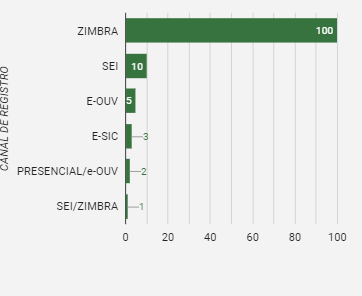 CANAL DE REGISTRO
ZIMBRA 100
SEI 10
E-OUV 5
E-SIC 3
PRESENCIAL/e-OUV 2
SEI/ZIMBRA 1
0 20 40 60 80 100